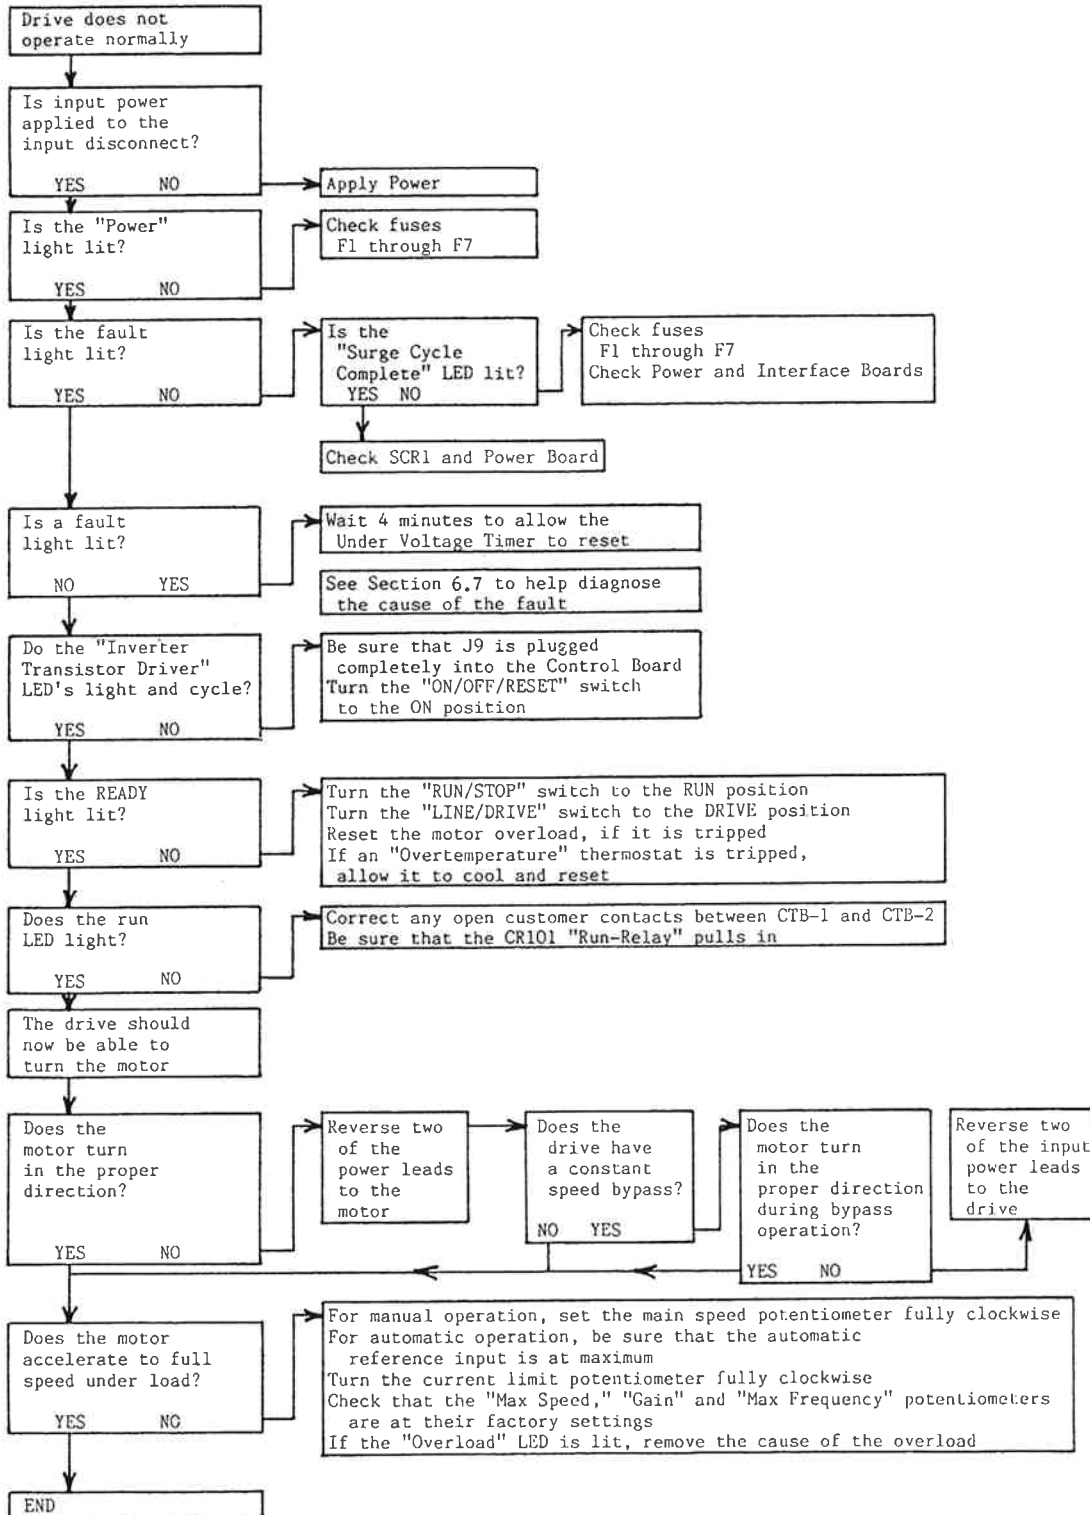 Drive does not
operate normally
Is input power
applied to the
input disconnect?
YES NO
Apply Power
Is the "Power"
light lit?
YES NO
Check fuses
F1 through F7
Is the fault
light lit?
YES NO
Is the
"Surge Cycle
Complete" LED lit?
YES NO
Check fuses
F1 through F7
Check Power and Interface Boards
Check SCR1 and Power Board
Is a fault
light lit?
NO YES
Wait 4 minutes to allow the
Under Voltage Timer to reset
See Section 6.7 to help diagnose
the cause of the fault
Do the "Inverter
Transistor Driver"
LED's light and cycle?
YES NO
Be sure that J9 is plugged
completely into the Control Board
Turn the "ON/OFF/RESET" switch
to the ON position
Is the READY
light lit?
YES NO
Turn the "RUN/STOP" switch to the RUN position
Turn the "LINE/DRIVE" switch to the DRIVE position
Reset the motor overload, if it is tripped
If an "Overtemperature" thermostat is tripped,
allow it to cool and reset
Does the run
LED light?
YES NO
Correct any open customer contacts between CTB-1 and CTB-2
Be sure that the CR101 "Run-Relay" pulls in
The drive should
now be able to
turn the motor
Does the
motor turn
in the proper
direction?
YES NO
Reverse two
of the
power leads
to the
motor
Does the
drive have
a constant
speed bypass?
NO YES
Does the
motor turn
in the
proper direction
during bypass
operation?
YES NO
Reverse two
of the input
power leads
to the
drive
Does the motor
accelerate to full
speed under load?
YES NO
For manual operation, set the main speed potentiometer fully clockwise
For automatic operation, be sure that the automatic
reference input is at maximum
Turn the current limit potentiometer fully clockwise
Check that the "Max Speed," "Gain" and "Max Frequency" potentiometers
are at their factory settings
If the "Overload" LED is lit, remove the cause of the overload
END